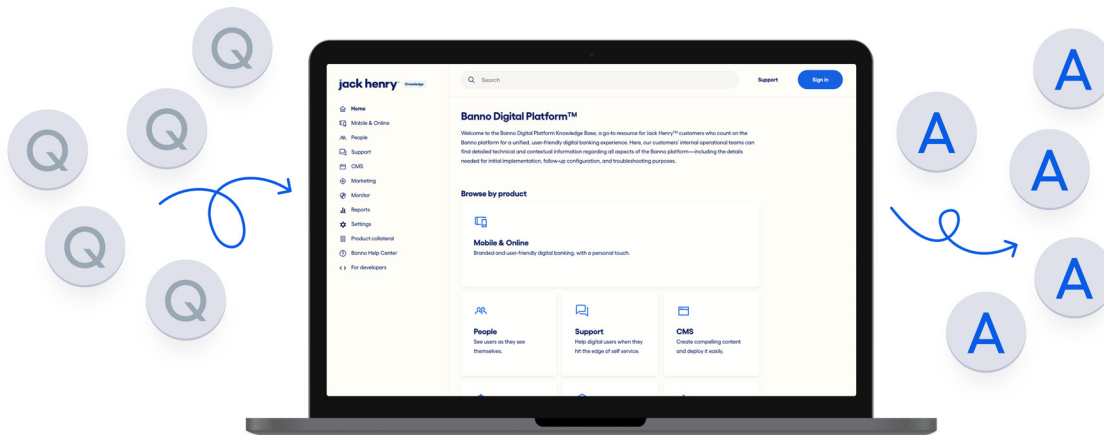 Q
Q
Q
Q
Q
jack henry™ Knowledge
Search
Support
Sign in
Home
Mobile & Online
People
Support
CMS
Marketing
Monitor
Reports
Settings
Product collateral
Banno Help Center
For developers
Banno Digital Platform™
Welcome to the Banno Digital Platform Knowledge Base, a go-to resource for Jack Henry™ customers who count on the
Banno platform for a unified, user-friendly digital banking experience. Here, our customers' internal operational teams can
find detailed technical and contextual information regarding all aspects of the Banno platform—including the details
needed for initial implementation, follow-up configuration, and troubleshooting purposes.
Browse by product
Mobile & Online
Branded and user-friendly digital banking, with a personal touch.
People
See users as they see
themselves.
Support
Help digital users when they
hit the edge of self service.
CMS
Create compelling content
and deploy it easily.
A
A
A
A
A